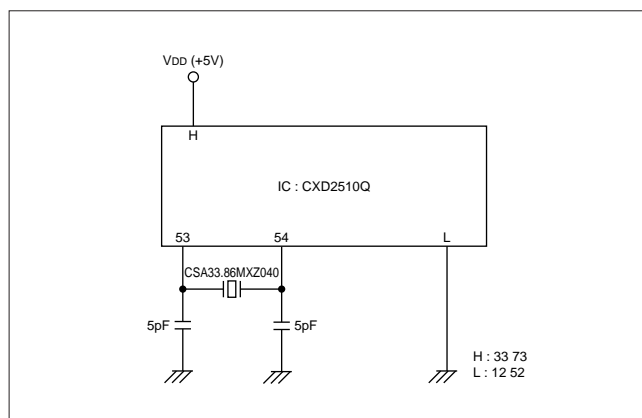 VDD (+5V)
H
IC : CXD2510Q
53 54 L
CSA33.86MXZ040
5pF 5pF
H : 33 73
L : 12 52